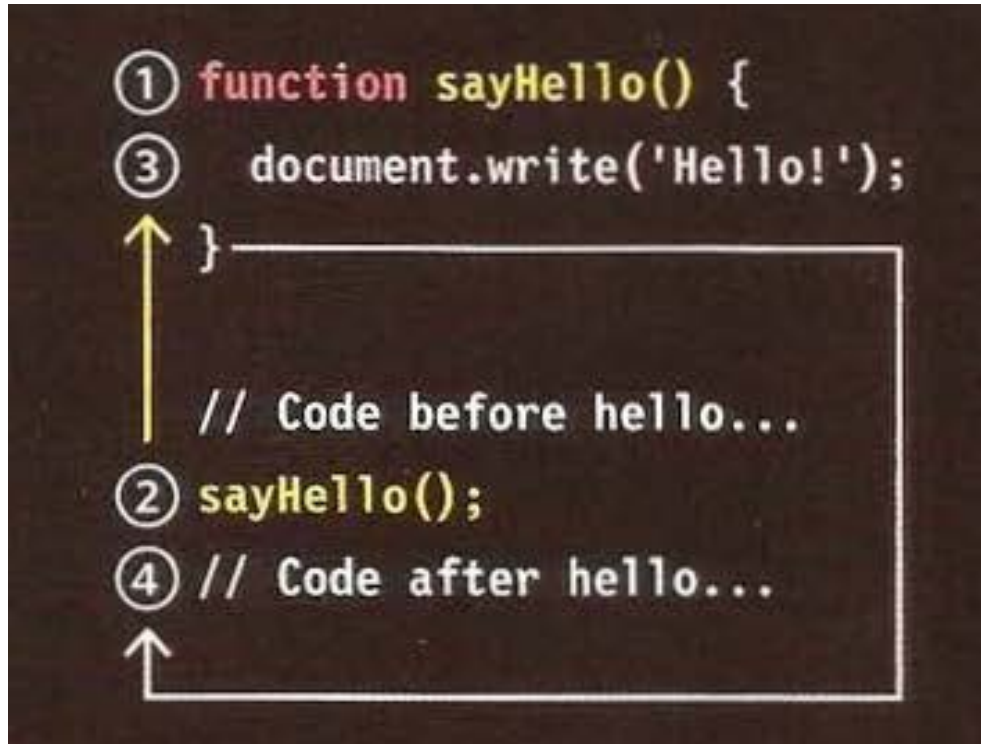 1 function sayHello() {
3 document.write('Hello!');
}
// Code before hello...
2 sayHello();
4 // Code after hello...